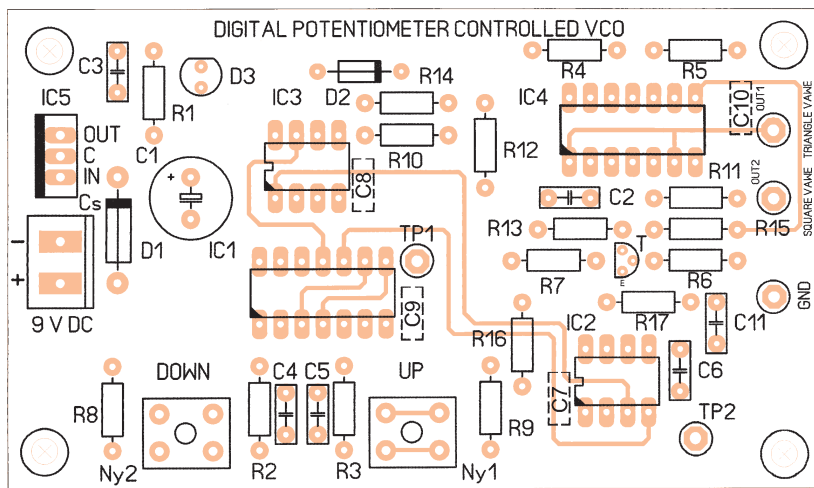 DIGITAL POTENTIOMETER CONTROLLED VCO
C3
R1
D3
IC5
OUT
C
IN
C1
+
Cs
D1
IC1
-
+
9 V DC
IC3
D2
R14
R10
C8
R12
R4
R5
IC4
C10
OUT1
TRIANGLE VAWE
OUT2
SQUARE VAWE
R11
C2
R13
T
E
R15
R7
R6
TP1
C9
GND
R17
C11
R16
IC2
C7
C6
TP2
DOWN
C4
C5
UP
R8
R2
R3
R9
Ny2
Ny1